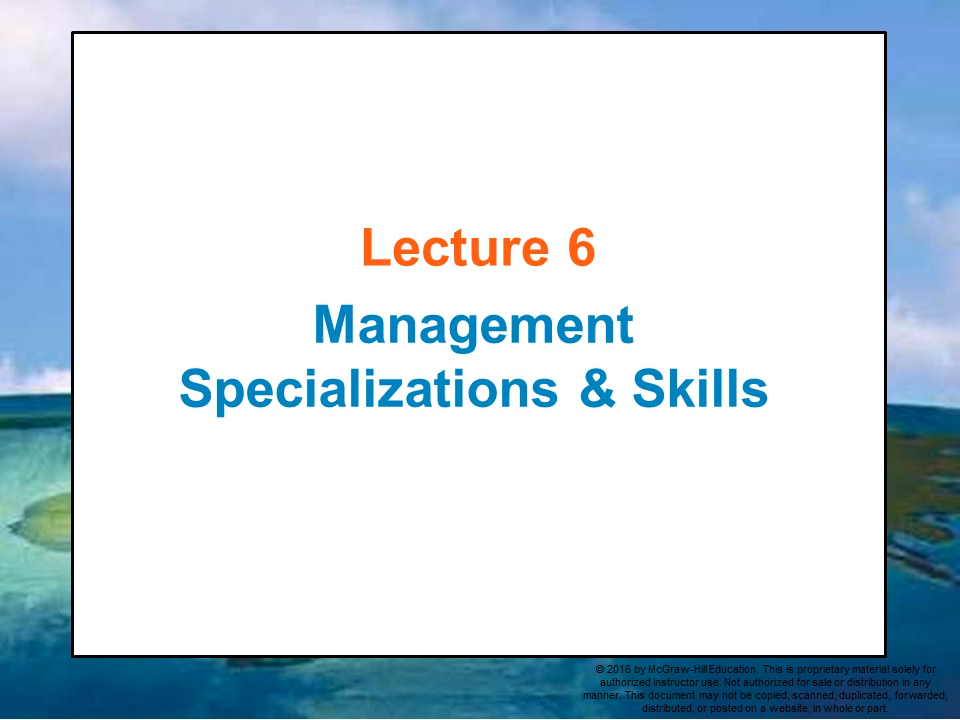 Lecture 6
Management
Specializations & Skills
© 2016 by McGraw-Hill Education. This is proprietary material solely for
authorized instructor use. Not authorized for sale or distribution in any
manner. This document may not be copied, scanned, duplicated, forwarded,
distributed, or posted on a website, in whole or part.